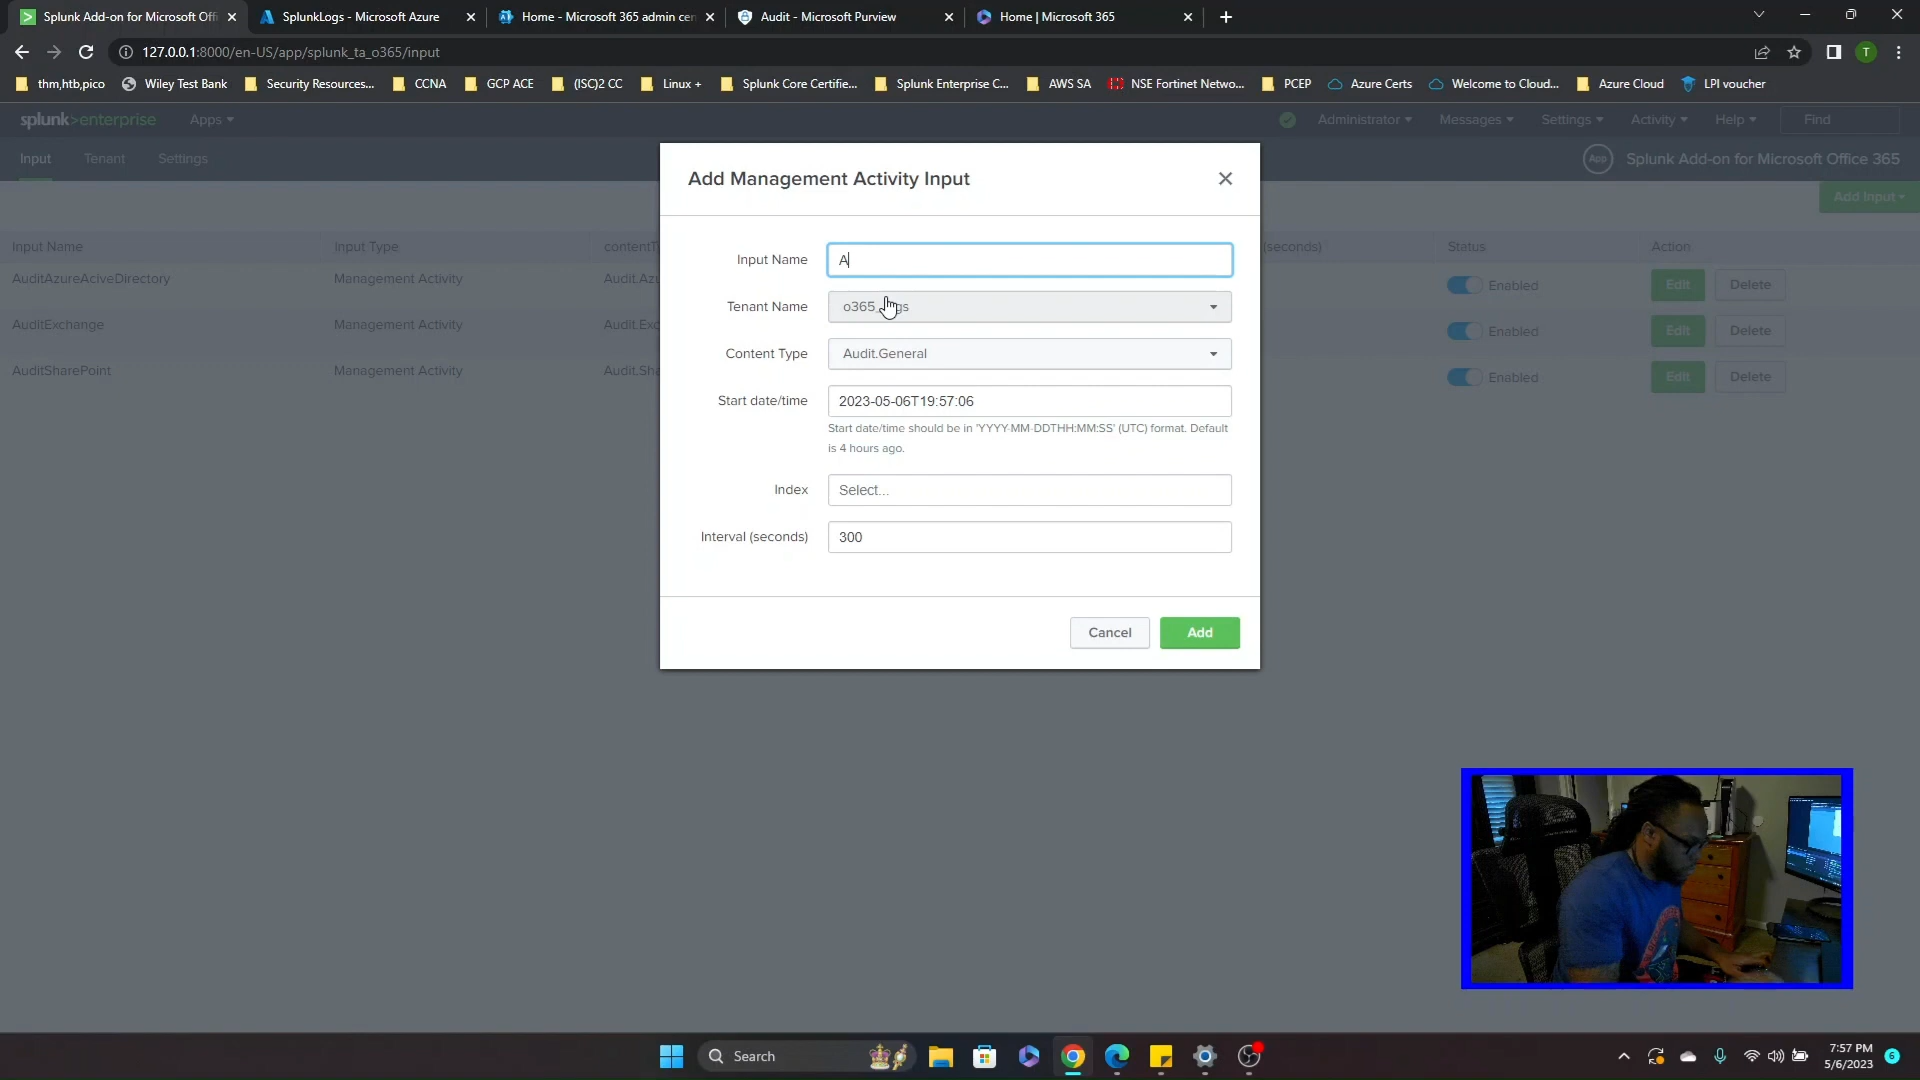 Splunk Add-on for Microsoft Offi
SplunkLogs - Microsoft Azure
Home - Microsoft 365 admin cen
Audit - Microsoft Purview
Home | Microsoft 365
127.0.0.1:8000/en-US/app/splunk_ta_o365/input
T
thm,htb,pico
Wiley Test Bank
Security Resources...
CCNA
GCP ACE
(ISC)2 CC
Linux +
Splunk Core Certifie...
Splunk Enterprise C...
AWS SA
NSE Fortinet Netwo...
PCEP
Azure Certs
Welcome to Cloud...
Azure Cloud
LPI voucher
splunk>enterprise
Apps
Administrator
Messages
Settings
Activity
Help
Find
Input
Tenant
Settings
App
Splunk Add-on for Microsoft Office 365
Add Input
Input Name
Input Type
contentT
(seconds)
Status
Action
AuditAzureAciveDirectory
Management Activity
Audit.Azu
Enabled
Edit
Delete
AuditExchange
Management Activity
Audit.Exc
Enabled
Edit
Delete
AuditSharePoint
Management Activity
Audit.Sha
Enabled
Edit
Delete
Add Management Activity Input
Input Name
A
Tenant Name
Content Type
Audit.General
Start date/time
2023-05-06T19:57:06
Start date/time should be in 'YYYY-MM-DDTHH:MM:SS' (UTC) format. Default
is 4 hours ago.
Index
Select...
Interval (seconds)
300
Cancel
Add
Search
7:57 PM
5/6/2023
6